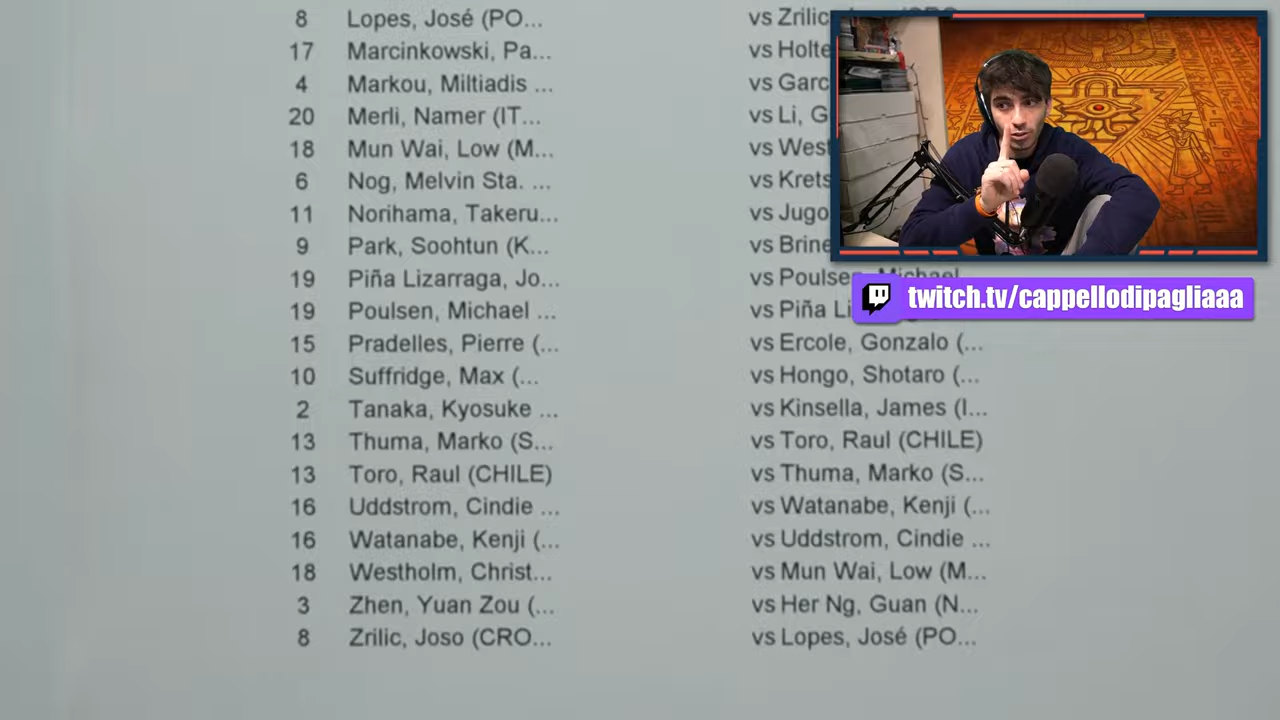 8 Lopes, José (PO... vs Zrilic,
17 Marcinkowski, Pa... vs Holte
4 Markou, Miltiadis ... vs Garc
20 Merli, Namer (IT... vs Li, G
18 Mun Wai, Low (M... vs West
6 Nog, Melvin Sta. ... vs Krets
11 Norihama, Takeru... vs Jugo
9 Park, Soohtun (K... vs Brine
19 Piña Lizarraga, Jo... vs Poulsen, Michael
19 Poulsen, Michael ... vs Piña Li
twitch.tv/cappellodipagliaaa
15 Pradelles, Pierre (... vs Ercole, Gonzalo (...
10 Suffridge, Max (... vs Hongo, Shotaro (...
2 Tanaka, Kyosuke ... vs Kinsella, James (I...
13 Thuma, Marko (S... vs Toro, Raul (CHILE)
13 Toro, Raul (CHILE) vs Thuma, Marko (S...
16 Uddstrom, Cindie ... vs Watanabe, Kenji (...
16 Watanabe, Kenji (... vs Uddstrom, Cindie ...
18 Westholm, Christ... vs Mun Wai, Low (M...
3 Zhen, Yuan Zou (... vs Her Ng, Guan (N...
8 Zrilic, Joso (CRO... vs Lopes, José (PO...